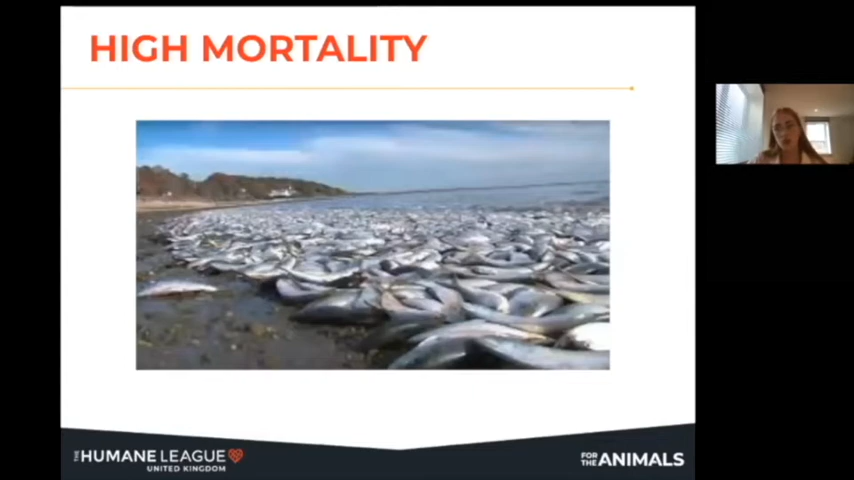 HIGH MORTALITY
THE HUMANE LEAGUE
UNITED KINGDOM
FOR THE ANIMALS